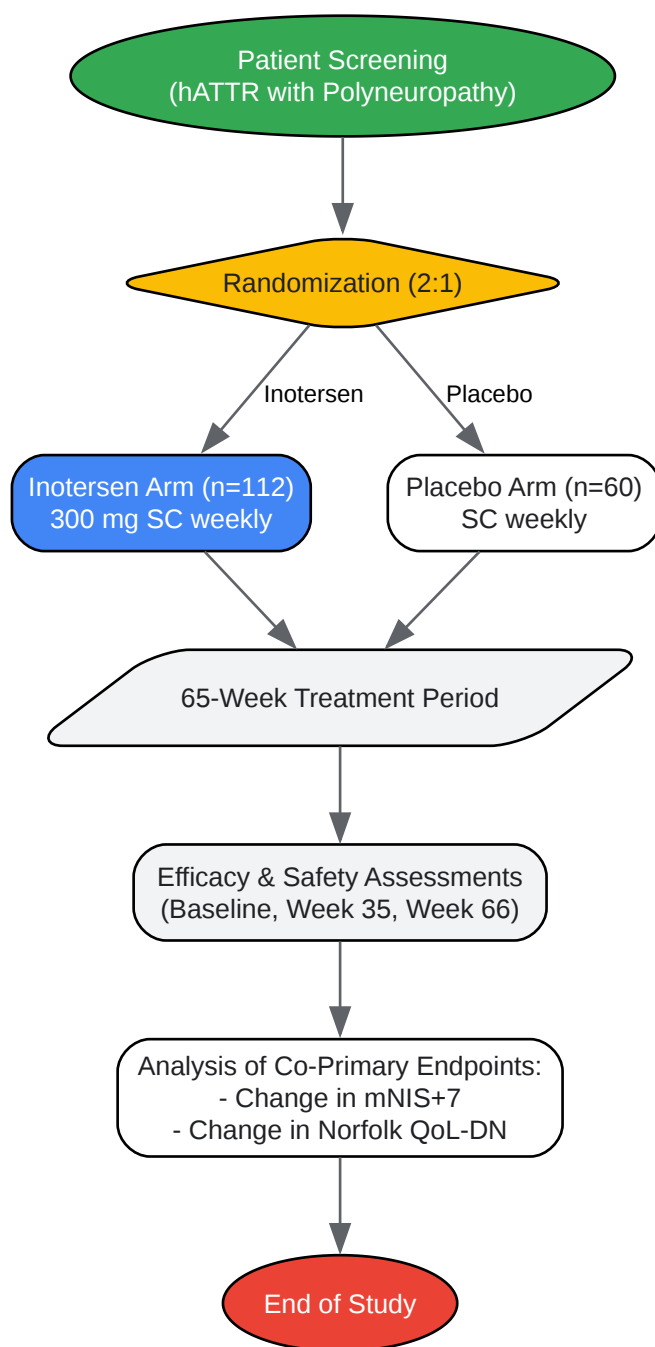 Patient Screening
(hATTR with Polyneuropathy)
Randomization (2:1)
Inotersen
Placebo
Inotersen Arm (n=112)
300 mg SC weekly
Placebo Arm (n=60)
SC weekly
65-Week Treatment Period
Efficacy & Safety Assessments
(Baseline, Week 35, Week 66)
Analysis of Co-Primary Endpoints:
- Change in mNIS+7
- Change in Norfolk QoL-DN
End of Study